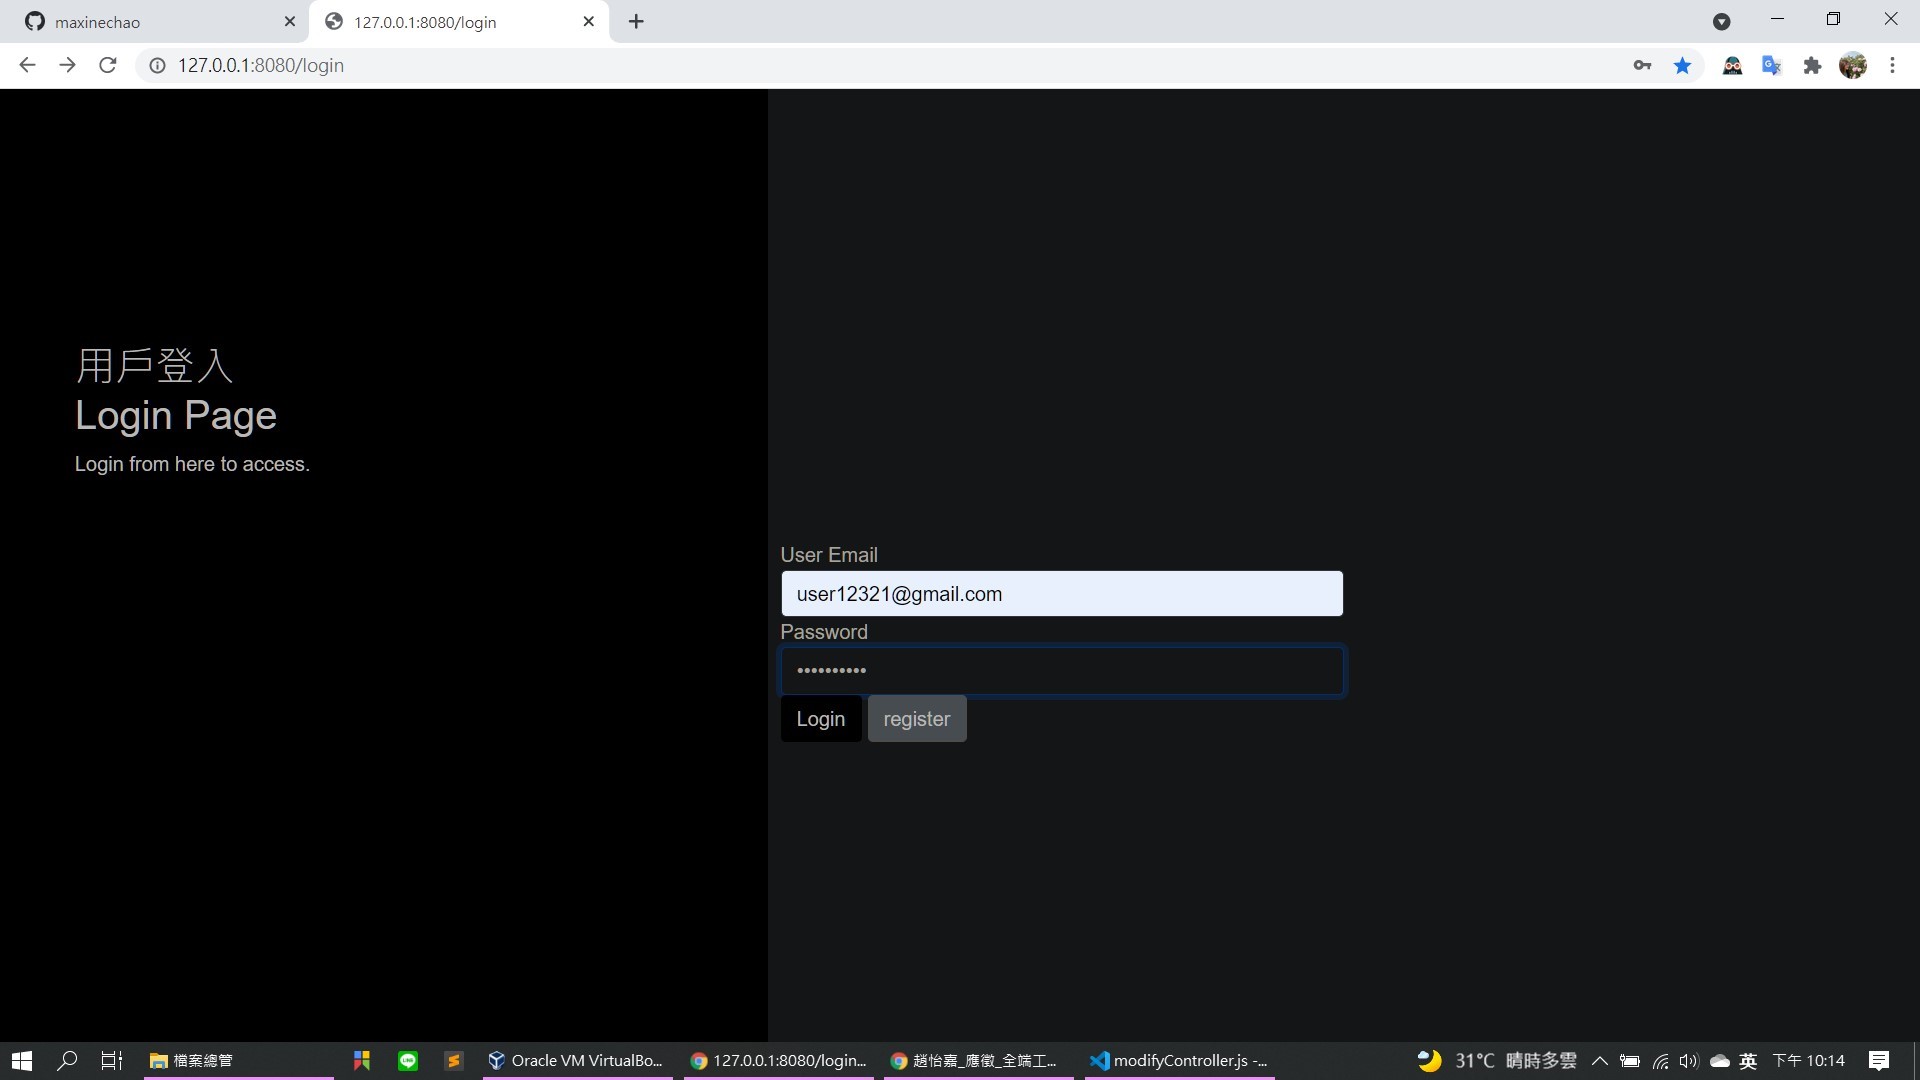 maxinechao
127.0.0.1:8080/login
127.0.0.1:8080/login
用戶登入
Login Page
Login from here to access.
User Email
user12321@gmail.com
Password
••••••••••
Login register
檔案總管
Oracle VM VirtualBo...
127.0.0.1:8080/login...
趙怡嘉_應徵_全端工...
modifyController.js -...
31°C 晴時多雲
英
下午 10:14